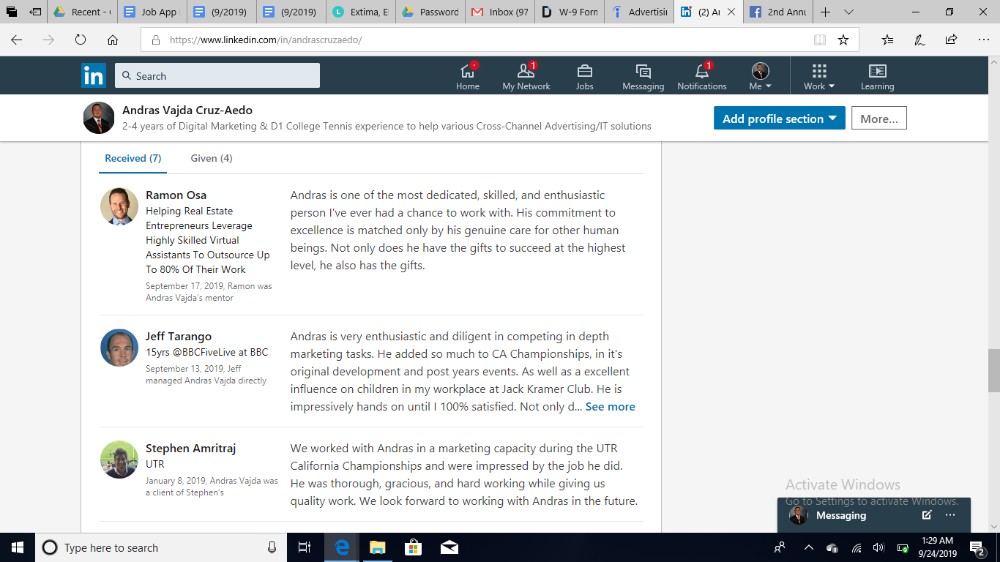 Recent -
Job App
(9/2019)
(9/2019)
Extima, E
Password
Inbox (97
W-9 Forn
Advertisin
(2) A
2nd Annu
https://www.linkedin.com/in/andrascruzaedo/
in
Search
Home
1
My Network
Jobs
Messaging
1
Notifications
Me
Work
Learning
Andras Vajda Cruz-Aedo
2-4 years of Digital Marketing & D1 College Tennis experience to help various Cross-Channel Advertising/IT solutions
Add profile section
More...
Received (7)
Given (4)
Ramon Osa
Helping Real Estate
Entrepreneurs Leverage
Highly Skilled Virtual
Assistants To Outsource Up
To 80% Of Their Work
September 17, 2019, Ramon was
Andras Vajda's mentor
Andras is one of the most dedicated, skilled, and enthusiastic
person I've ever had a chance to work with. His commitment to
excellence is matched only by his genuine care for other human
beings. Not only does he have the gifts to succeed at the highest
level, he also has the gifts.
Jeff Tarango
15yrs @BBCFiveLive at BBC
September 13, 2019, Jeff
managed Andras Vajda directly
Andras is very enthusiastic and diligent in competing in depth
marketing tasks. He added so much to CA Championships, in it's
original development and post years events. As well as a excellent
influence on children in my workplace at Jack Kramer Club. He is
impressively hands on until I 100% satisfied. Not only d... See more
Stephen Amritraj
UTR
January 8, 2019, Andras Vajda was
a client of Stephen's
We worked with Andras in a marketing capacity during the UTR
California Championships and were impressed by the job he did.
He was thorough, gracious, and hard working while giving us
quality work. We look forward to working with Andras in the future.
Activate Windows
Go to Settings to activate Windows.
Messaging
Type here to search
1:29 AM
9/24/2019
2